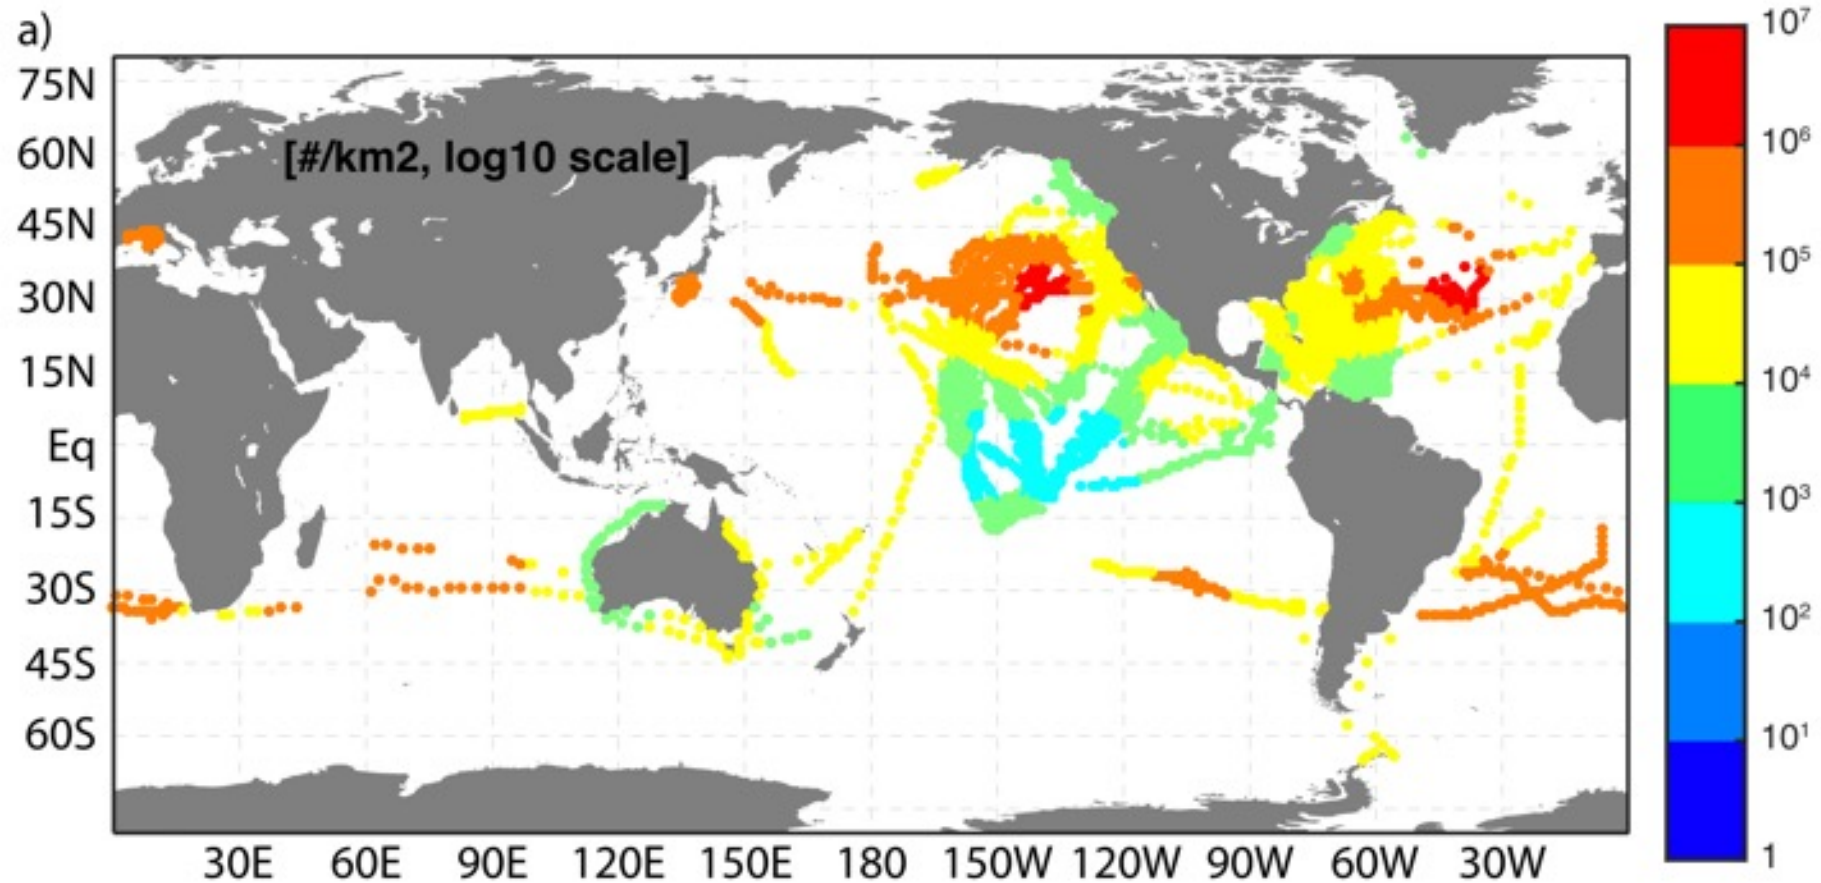 a)
[#/km2, log10 scale]
75N
60N
45N
30N
15N
Eq
15S
30S
45S
60S
30E 60E 90E 120E 150E 180 150W 120W 90W 60W 30W
10⁷
10⁶
10⁵
10⁴
10³
10²
10¹
1